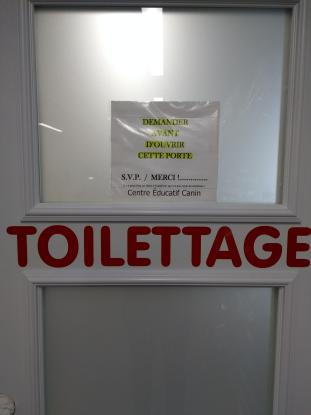 DEMANDER
AVANT
D'OUVRIR
CETTE PORTE
S.V.P. / MERCI !..............
Centre Éducatif Canin
TOILETTAGE